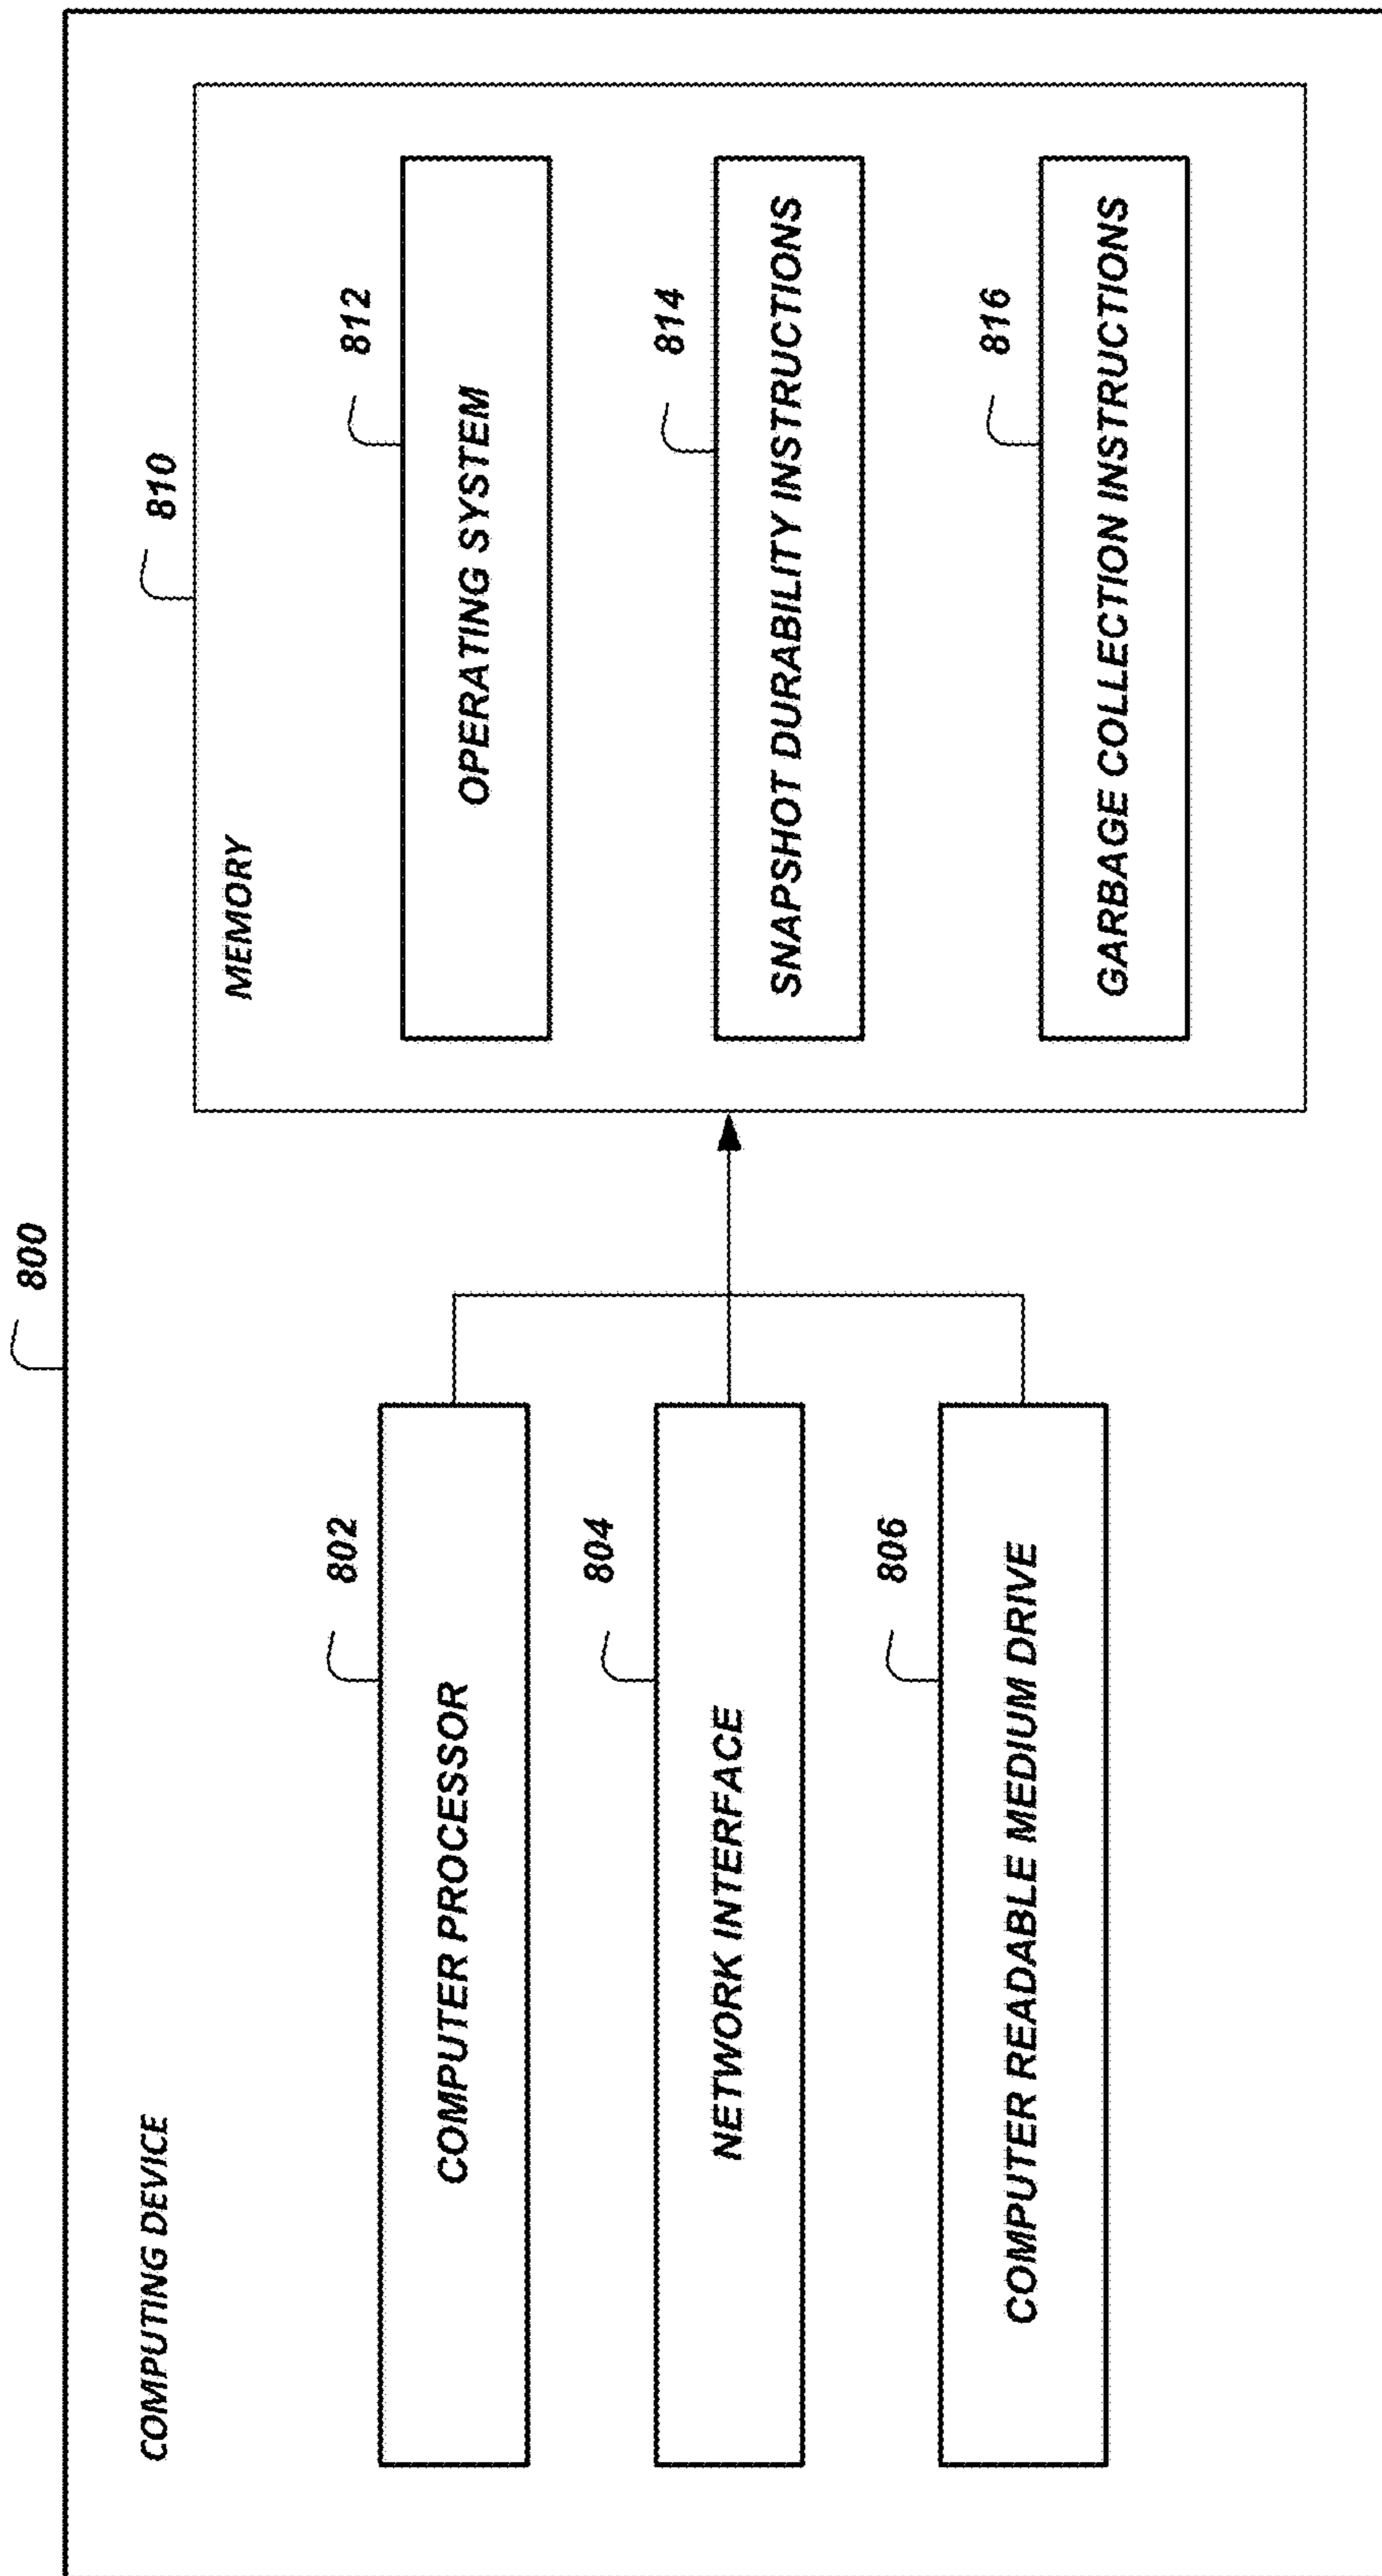 800
COMPUTING DEVICE
802
COMPUTER PROCESSOR
804
NETWORK INTERFACE
806
COMPUTER READABLE MEDIUM DRIVE
810
MEMORY
812
OPERATING SYSTEM
814
SNAPSHOT DURABILITY INSTRUCTIONS
816
GARBAGE COLLECTION INSTRUCTIONS